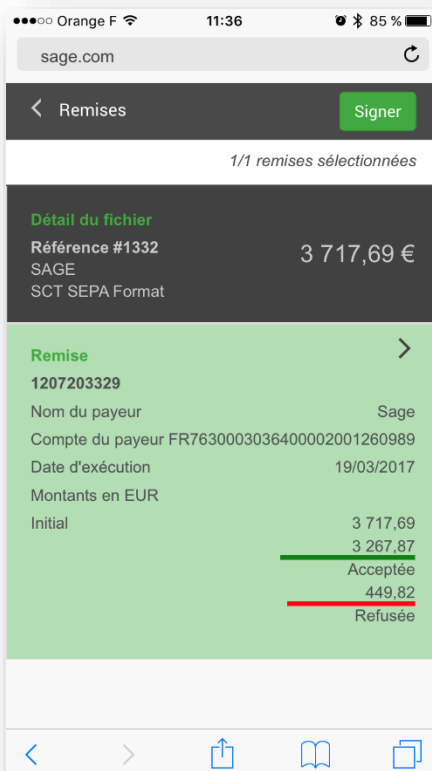 Orange F 11:36 85 %
sage.com
Remises Signer
1/1 remises sélectionnées
Détail du fichier
Référence #1332
3 717,69 €
SAGE
SCT SEPA Format
Remise
1207203329
Nom du payeur Sage
Compte du payeur FR7630003036400002001260989
Date d'exécution 19/03/2017
Montants en EUR
Initial 3 717,69
3 267,87
Acceptée
449,82
Refusée